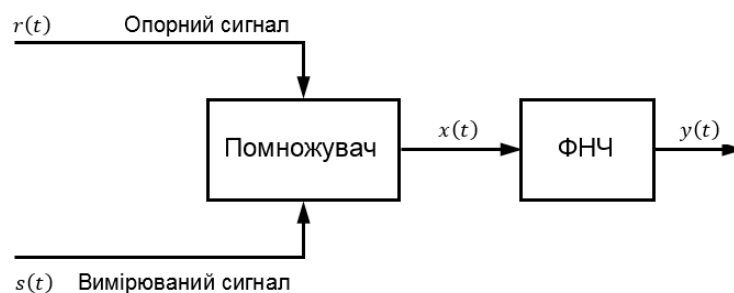 r(t) Опорний сигнал
Помножувач
x(t)
ФНЧ
y(t)
s(t) Вимірюваний сигнал